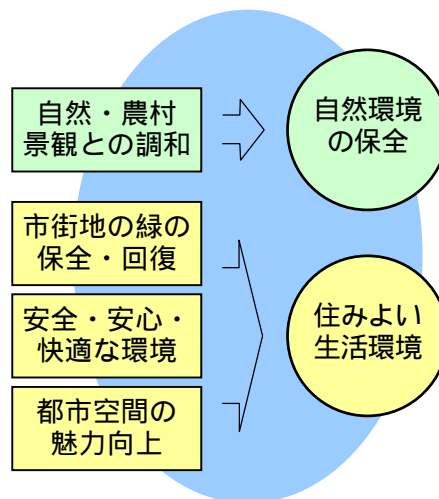 自然・農村
景観との調和
自然環境
の保全
市街地の緑の
保全・回復
安全・安心・
快適な環境
都市空間の
魅力向上
住みよい
生活環境